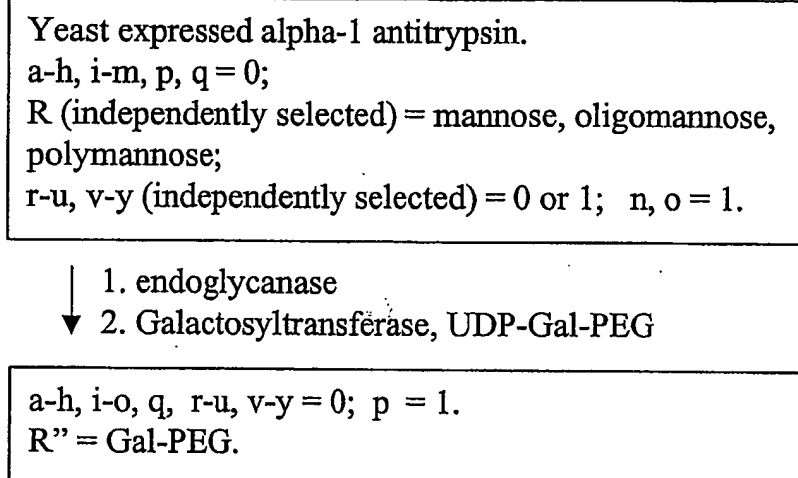 Yeast expressed alpha-1 antitrypsin.
a-h, i-m, p, q = 0;
R (independently selected) = mannose, oligomannose,
polymannose;
r-u, v-y (independently selected) = 0 or 1; n, o = 1.
1. endoglycanase
2. Galactosyltransferase, UDP-Gal-PEG
a-h, i-o, q, r-u, v-y = 0; p = 1.
R” = Gal-PEG.